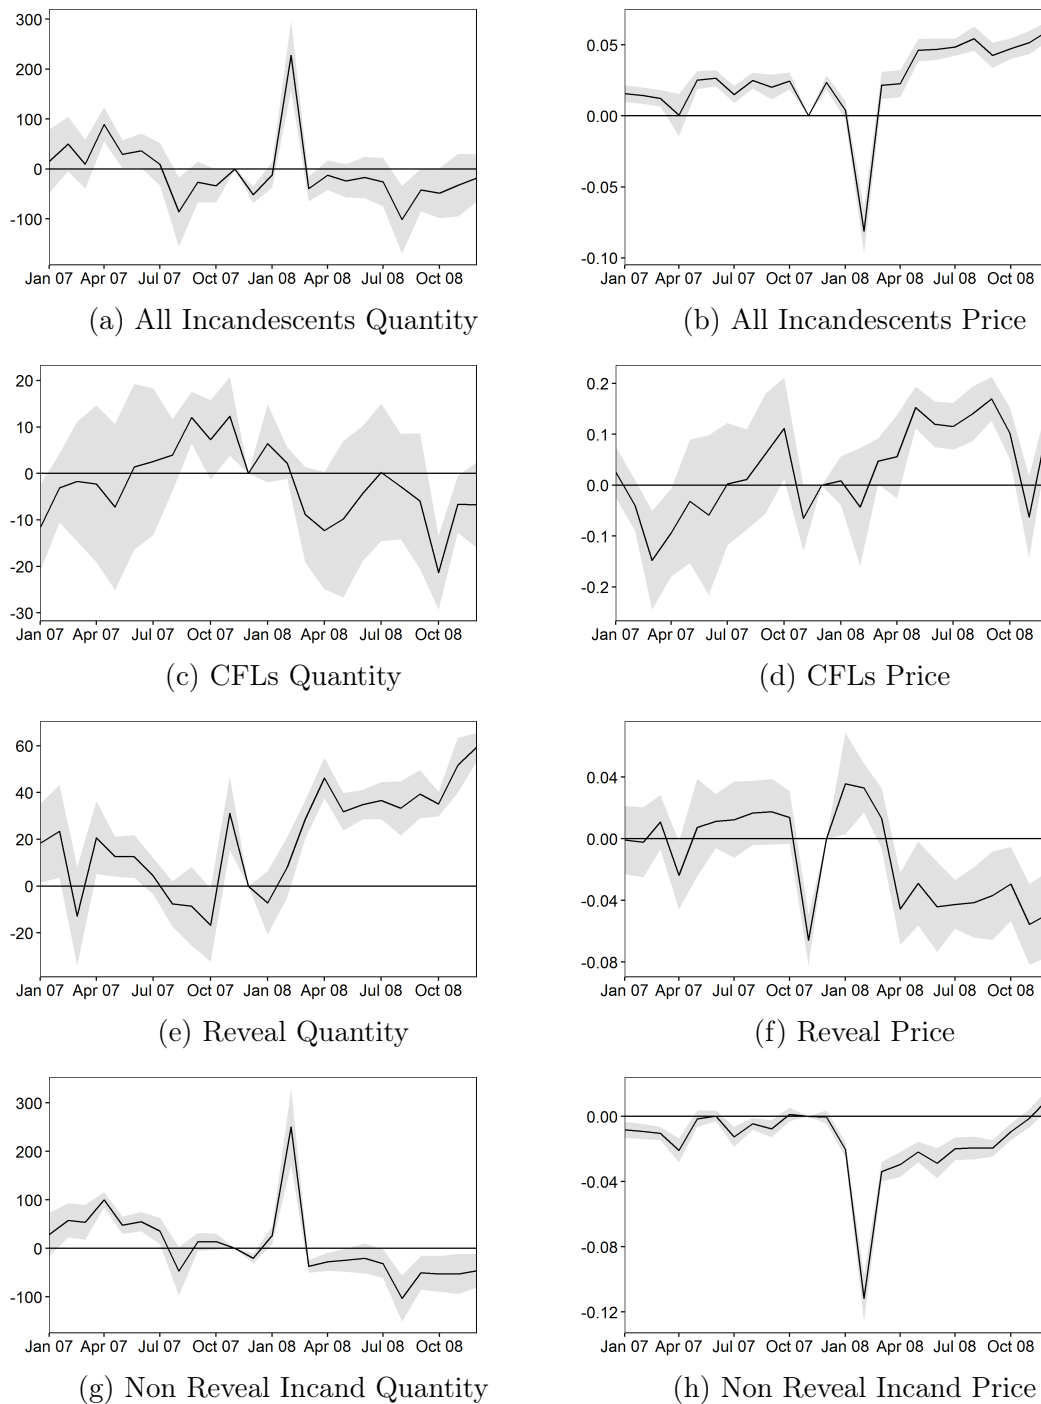 300
200
100
0
-100
Jan 07 Apr 07 Jul 07 Oct 07 Jan 08 Apr 08 Jul 08 Oct 08
(a) All Incandescents Quantity
0.05
0.00
-0.05
-0.10
Jan 07 Apr 07 Jul 07 Oct 07 Jan 08 Apr 08 Jul 08 Oct 08
(b) All Incandescents Price
20
10
0
-10
-20
-30
Jan 07 Apr 07 Jul 07 Oct 07 Jan 08 Apr 08 Jul 08 Oct 08
(c) CFLs Quantity
0.2
0.1
0.0
-0.1
-0.2
Jan 07 Apr 07 Jul 07 Oct 07 Jan 08 Apr 08 Jul 08 Oct 08
(d) CFLs Price
60
40
20
0
-20
Jan 07 Apr 07 Jul 07 Oct 07 Jan 08 Apr 08 Jul 08 Oct 08
(e) Reveal Quantity
0.04
0.00
-0.04
-0.08
Jan 07 Apr 07 Jul 07 Oct 07 Jan 08 Apr 08 Jul 08 Oct 08
(f) Reveal Price
300
200
100
0
-100
Jan 07 Apr 07 Jul 07 Oct 07 Jan 08 Apr 08 Jul 08 Oct 08
(g) Non Reveal Incand Quantity
0.00
-0.04
-0.08
-0.12
Jan 07 Apr 07 Jul 07 Oct 07 Jan 08 Apr 08 Jul 08 Oct 08
(h) Non Reveal Incand Price